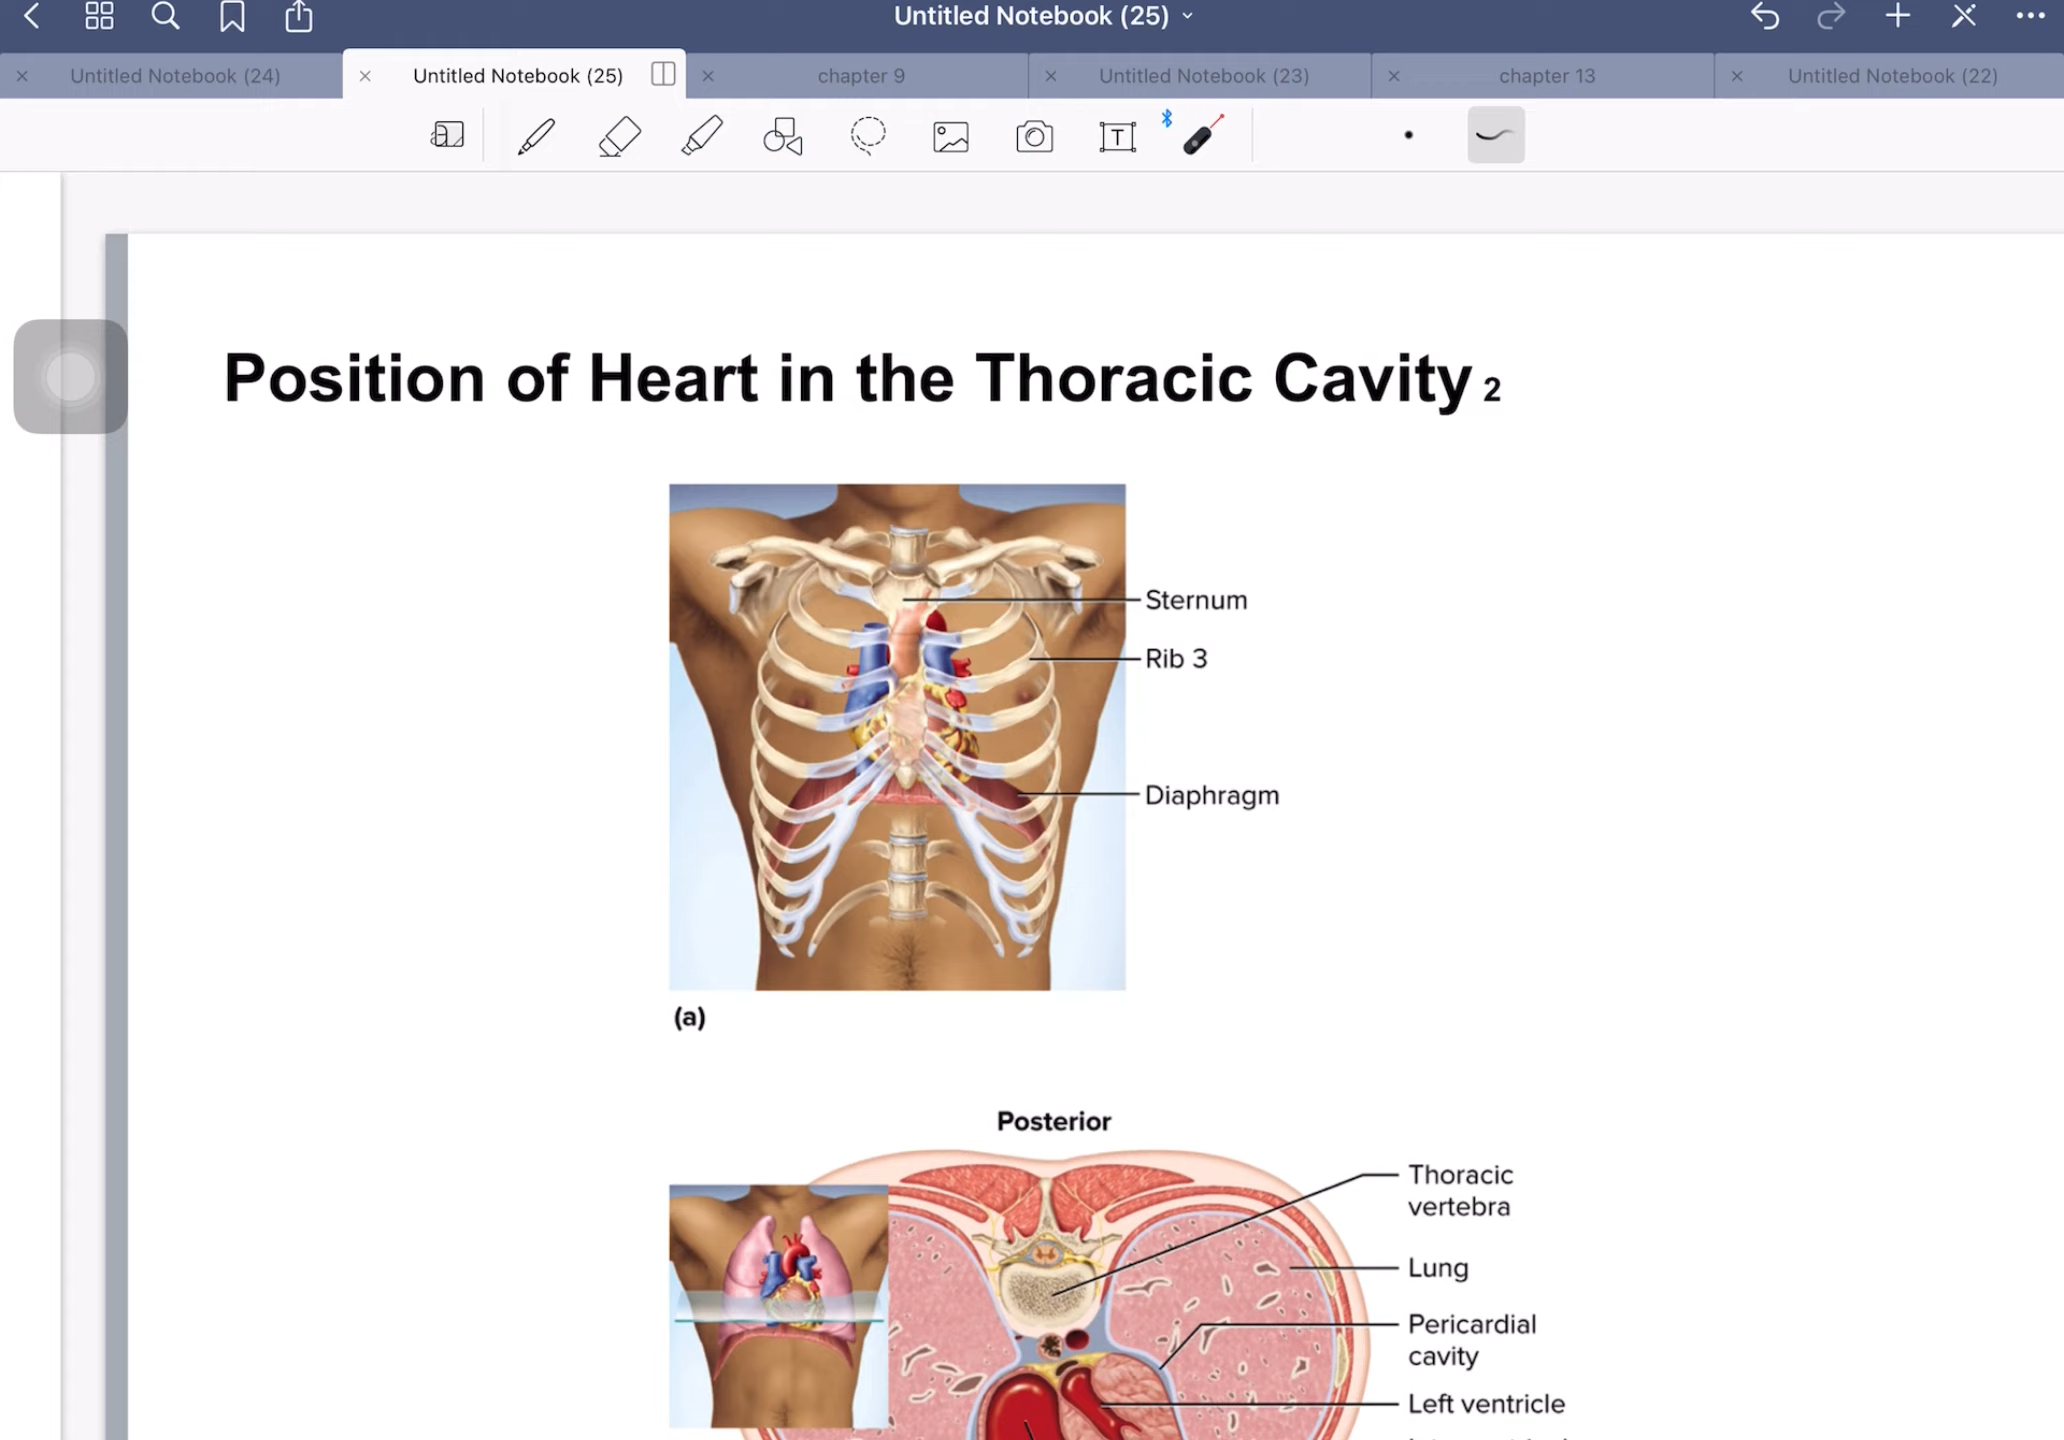 Untitled Notebook (25)
Untitled Notebook (24)
Untitled Notebook (25)
chapter 9
Untitled Notebook (23)
chapter 13
Untitled Notebook (22)
a
T
Position of Heart in the Thoracic Cavity 2
Sternum
Rib 3
Diaphragm
(a)
Posterior
Thoracic
vertebra
Lung
Pericardial
cavity
Left ventricle